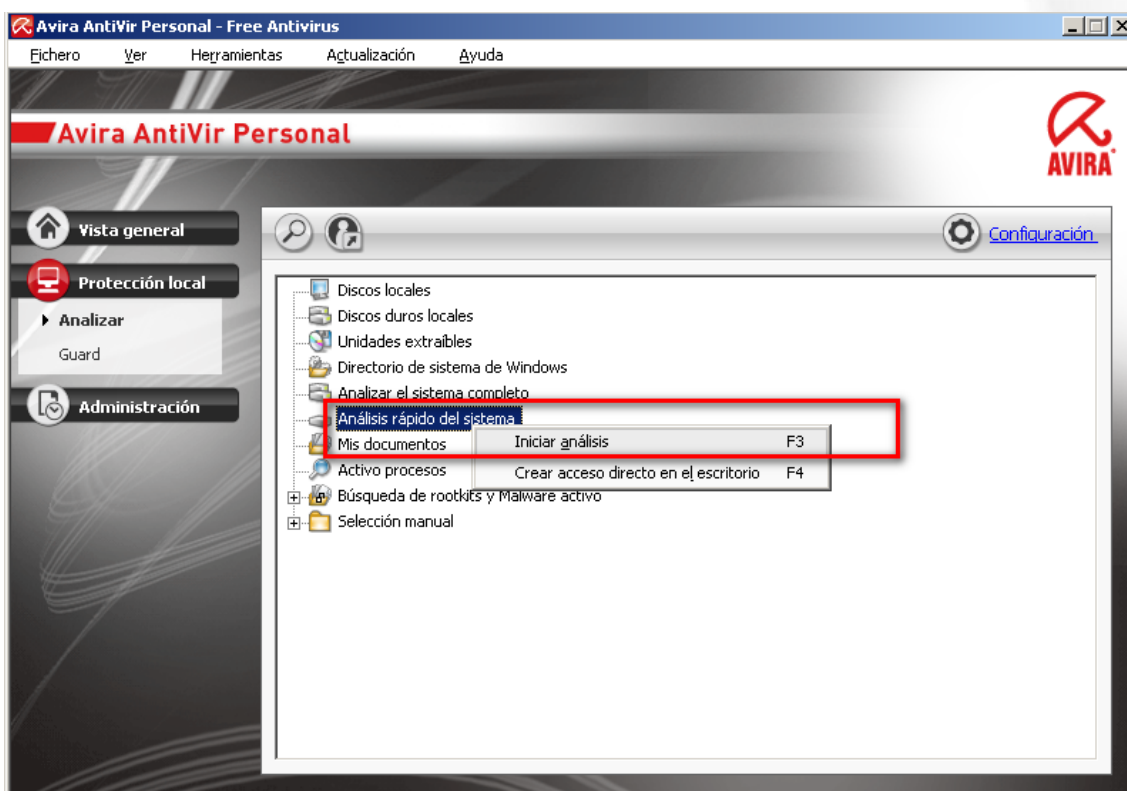 Avira AntiVir Personal - Free Antivirus
Fichero Ver Herramientas Actualización Ayuda
Avira AntiVir Personal
AVIRA
Vista general
Protección local
Analizar
Guard
Administración
Configuración
Discos locales
Discos duros locales
Unidades extraíbles
Directorio de sistema de Windows
Analizar el sistema completo
Análisis rápido del sistema
Mis documentos
Activo procesos
Búsqueda de rootkits y Malware activo
Selección manual
Iniciar análisis F3
Crear acceso directo en el escritorio F4